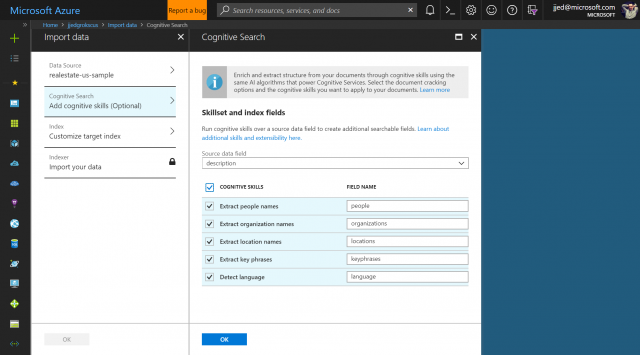 Microsoft Azure
Report a bug
Search resources, services, and docs
jjed@microsoft.com
MICROSOFT
Home > jjedgrokocus > Import data > Cognitive Search
Import data
Data Source
realestate-us-sample
Cognitive Search
Add cognitive skills (Optional)
Index
Customize target index
Indexer
Import your data
OK
Cognitive Search
Enrich and extract structure from your documents through cognitive skills using the
same AI algorithms that power Cognitive Services. Select the document cracking
options and the cognitive skills you want to apply to your documents. Learn more
Skillset and index fields
Run cognitive skills over a source data field to create additional searchable fields. Learn about
additional skills and extensibility here.
Source data field
description
COGNITIVE SKILLS FIELD NAME
Extract people names people
Extract organization names organizations
Extract location names locations
Extract key phrases keyphrases
Detect language language
OK